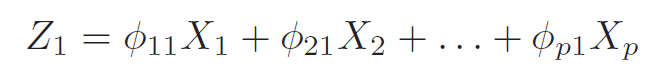 Z₁ = ϕ₁₁X₁ + ϕ₂₁X₂ + … + ϕₚ₁Xₚ